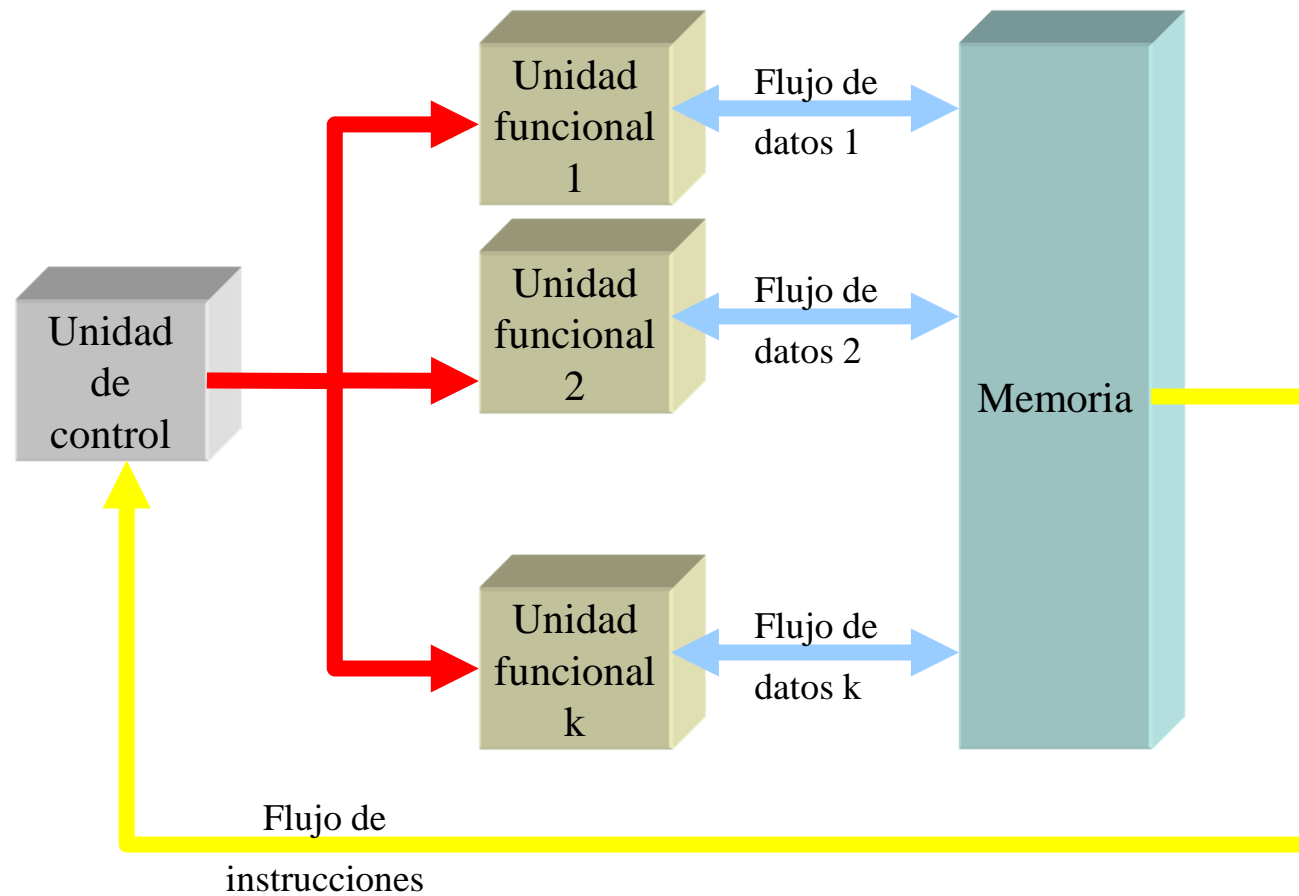 Unidad
funcional
1
Flujo de
datos 1
Unidad
funcional
2
Flujo de
datos 2
Unidad
de
control
Memoria
Unidad
funcional
k
Flujo de
datos k
Flujo de
instrucciones